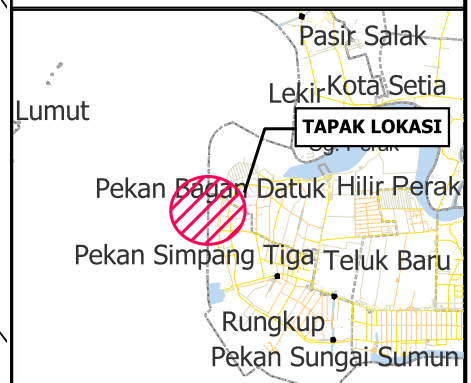 Pasir Salak
Lekir
Kota Setia
Lumut
TAPAK LOKASI
Sg. Perak
Pekan Bagan Datuk
Hilir Perak
Pekan Simpang Tiga
Teluk Baru
Rungkup
Pekan Sungai Sumun